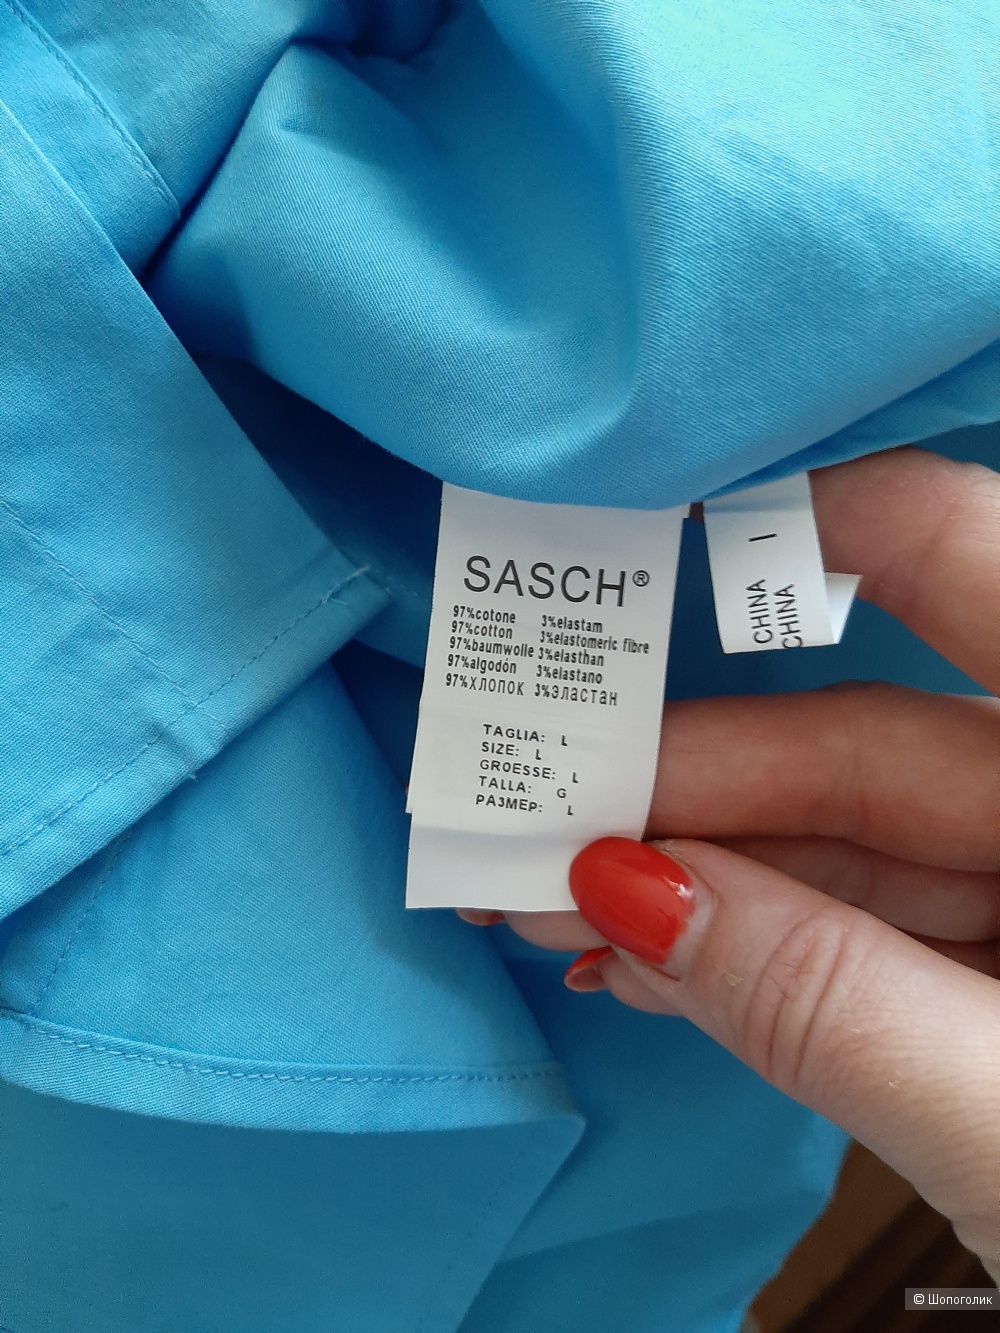 SASCH®
97%cotone 3%elastam
97%cotton 3%elastomeric fibre
97%baumwolle 3%elasthan
97%algodón 3%elastano
97%хлопок 3%эластан
TAGLIA: L
SIZE: L
GROESSE: L
TALLA: G
РАЗМЕР: L
CHINA
CHINA
© Шопоголик